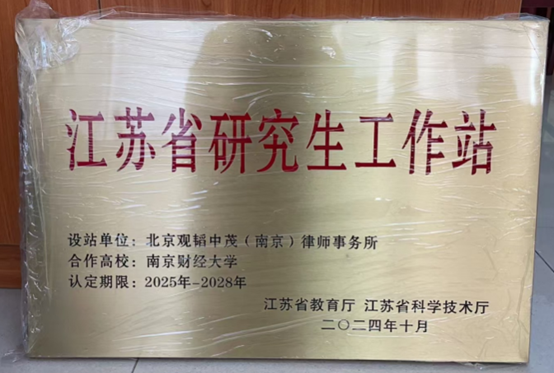 江苏省研究生工作站
设站单位：北京观韬中茂（南京）律师事务所
合作高校：南京财经大学
认定期限：2025年-2028年
江苏省教育厅 江苏省科学技术厅
二〇二四年十月